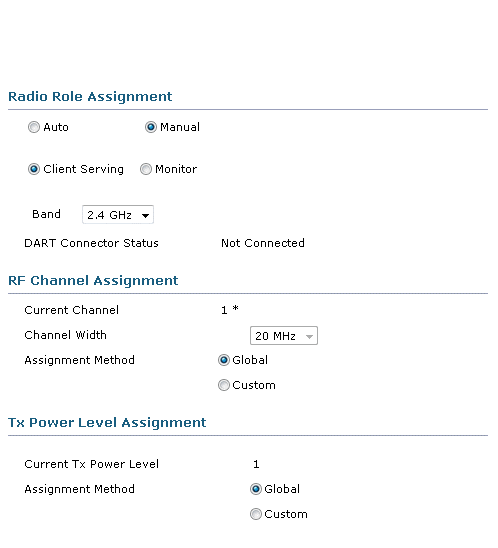 Radio Role Assignment
Auto Manual
Client Serving Monitor
Band 2.4 GHz
DART Connector Status Not Connected
RF Channel Assignment
Current Channel 1 *
Channel Width 20 MHz
Assignment Method Global
Custom
Tx Power Level Assignment
Current Tx Power Level 1
Assignment Method Global
Custom